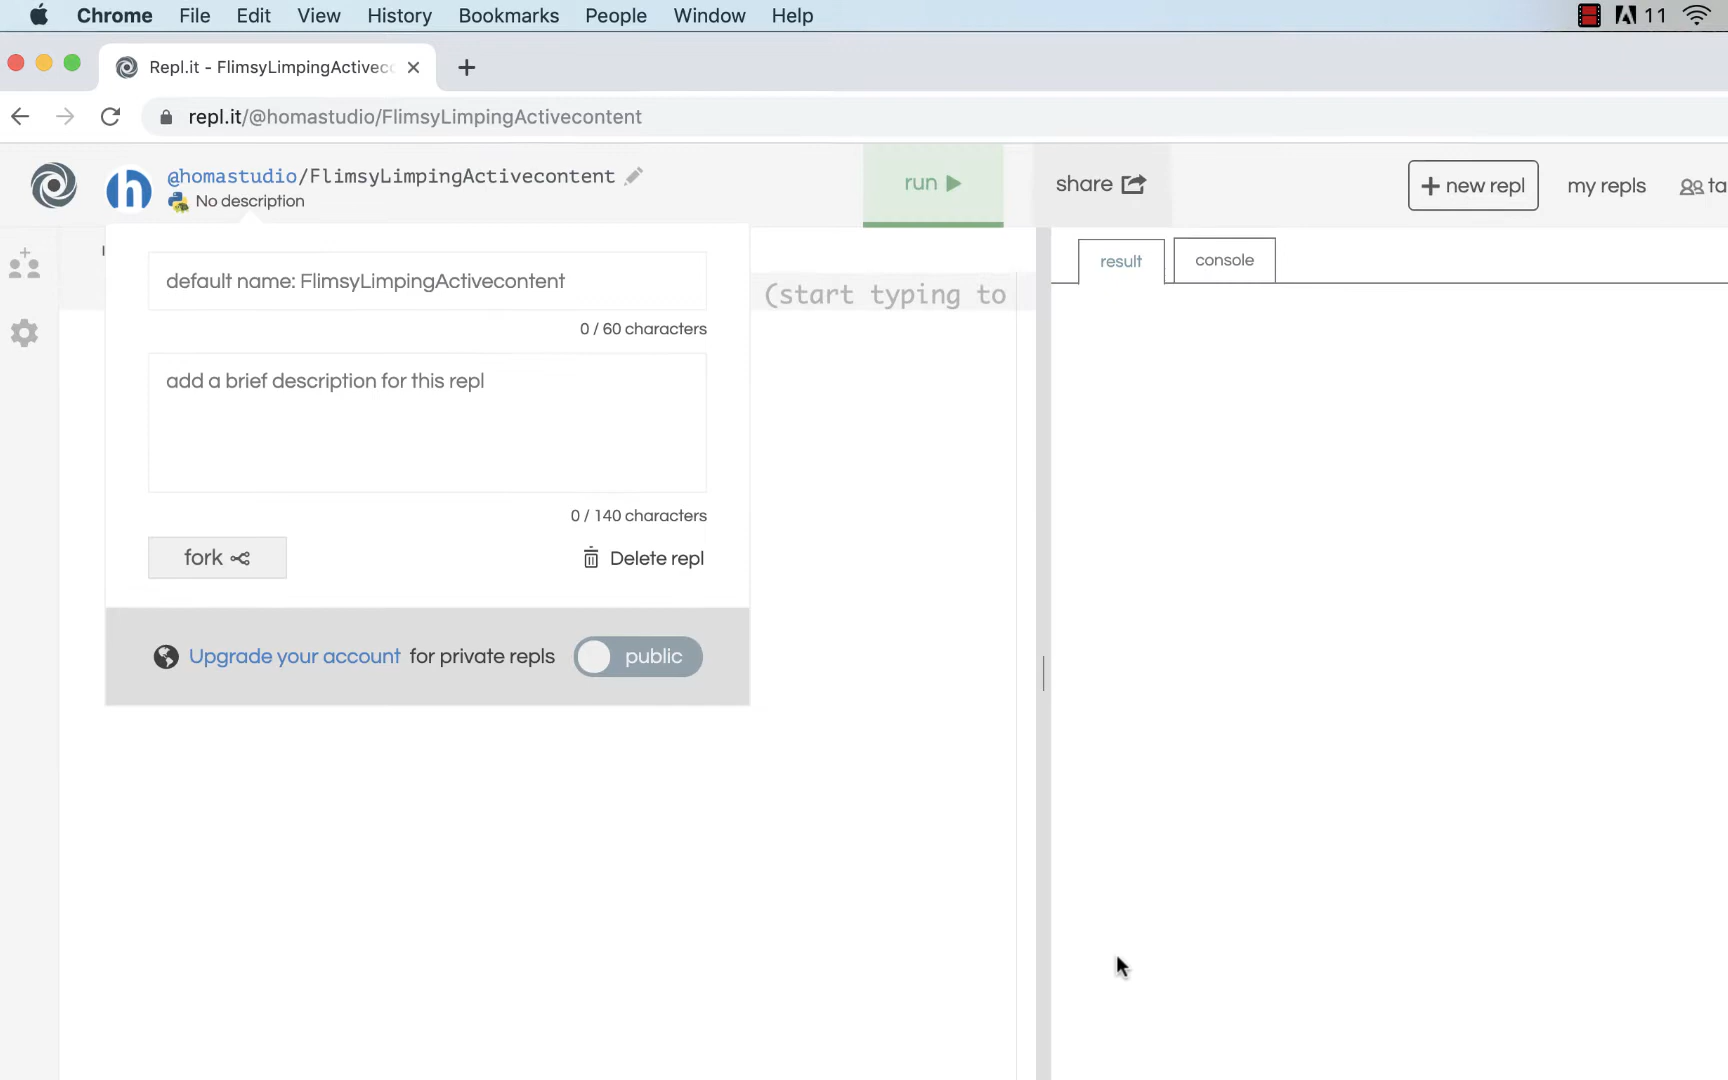 Chrome File Edit View History Bookmarks People Window Help 11
Repl.it - FlimsyLimpingActivec
repl.it/@homastudio/FlimsyLimpingActivecontent
@homastudio/FlimsyLimpingActivecontent
No description
run
share
+ new repl
my repls
ta
default name: FlimsyLimpingActivecontent
0 / 60 characters
(start typing to
result
console
add a brief description for this repl
0 / 140 characters
fork
Delete repl
Upgrade your account for private repls
public